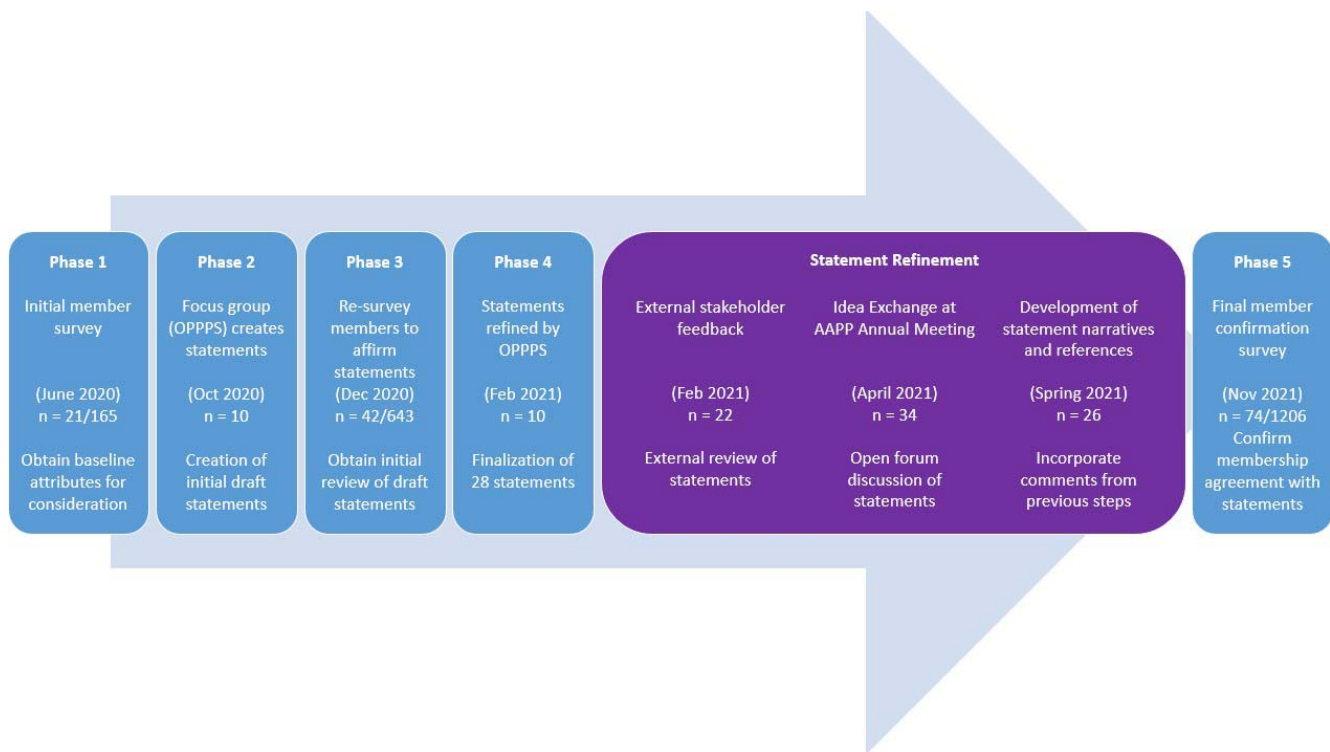 Phase 1
Initial member
survey
(June 2020)
n = 21/165
Obtain baseline
attributes for
consideration
Phase 2
Focus group
(OPPPS) creates
statements
(Oct 2020)
n = 10
Creation of
initial draft
statements
Phase 3
Re-survey
members to
affirm
statements
(Dec 2020)
n = 42/643
Obtain initial
review of draft
statements
Phase 4
Statements
refined by
OPPPS
(Feb 2021)
n = 10
Finalization of
28 statements
Statement Refinement
External stakeholder
feedback
(Feb 2021)
n = 22
External review of
statements
Idea Exchange at
AAPP Annual Meeting
(April 2021)
n = 34
Open forum
discussion of
statements
Development of
statement narratives
and references
(Spring 2021)
n = 26
Incorporate
comments from
previous steps
Phase 5
Final member
confirmation
survey
(Nov 2021)
n = 74/1206
Confirm
membership
agreement with
statements